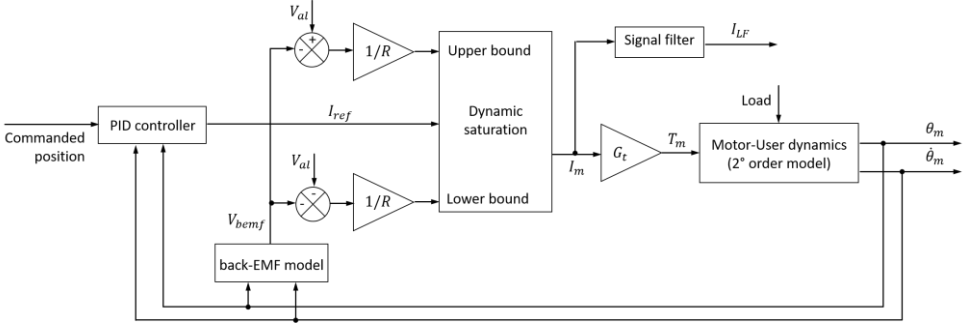 V_al
+
-
1/R
Upper bound
Signal filter
I_LF
Commanded
position
PID controller
I_ref
Dynamic
saturation
I_m
G_t
T_m
Load
Motor-User dynamics
(2° order model)
θ_m
θ̇_m
V_al
-
-
1/R
Lower bound
V_bemf
back-EMF model